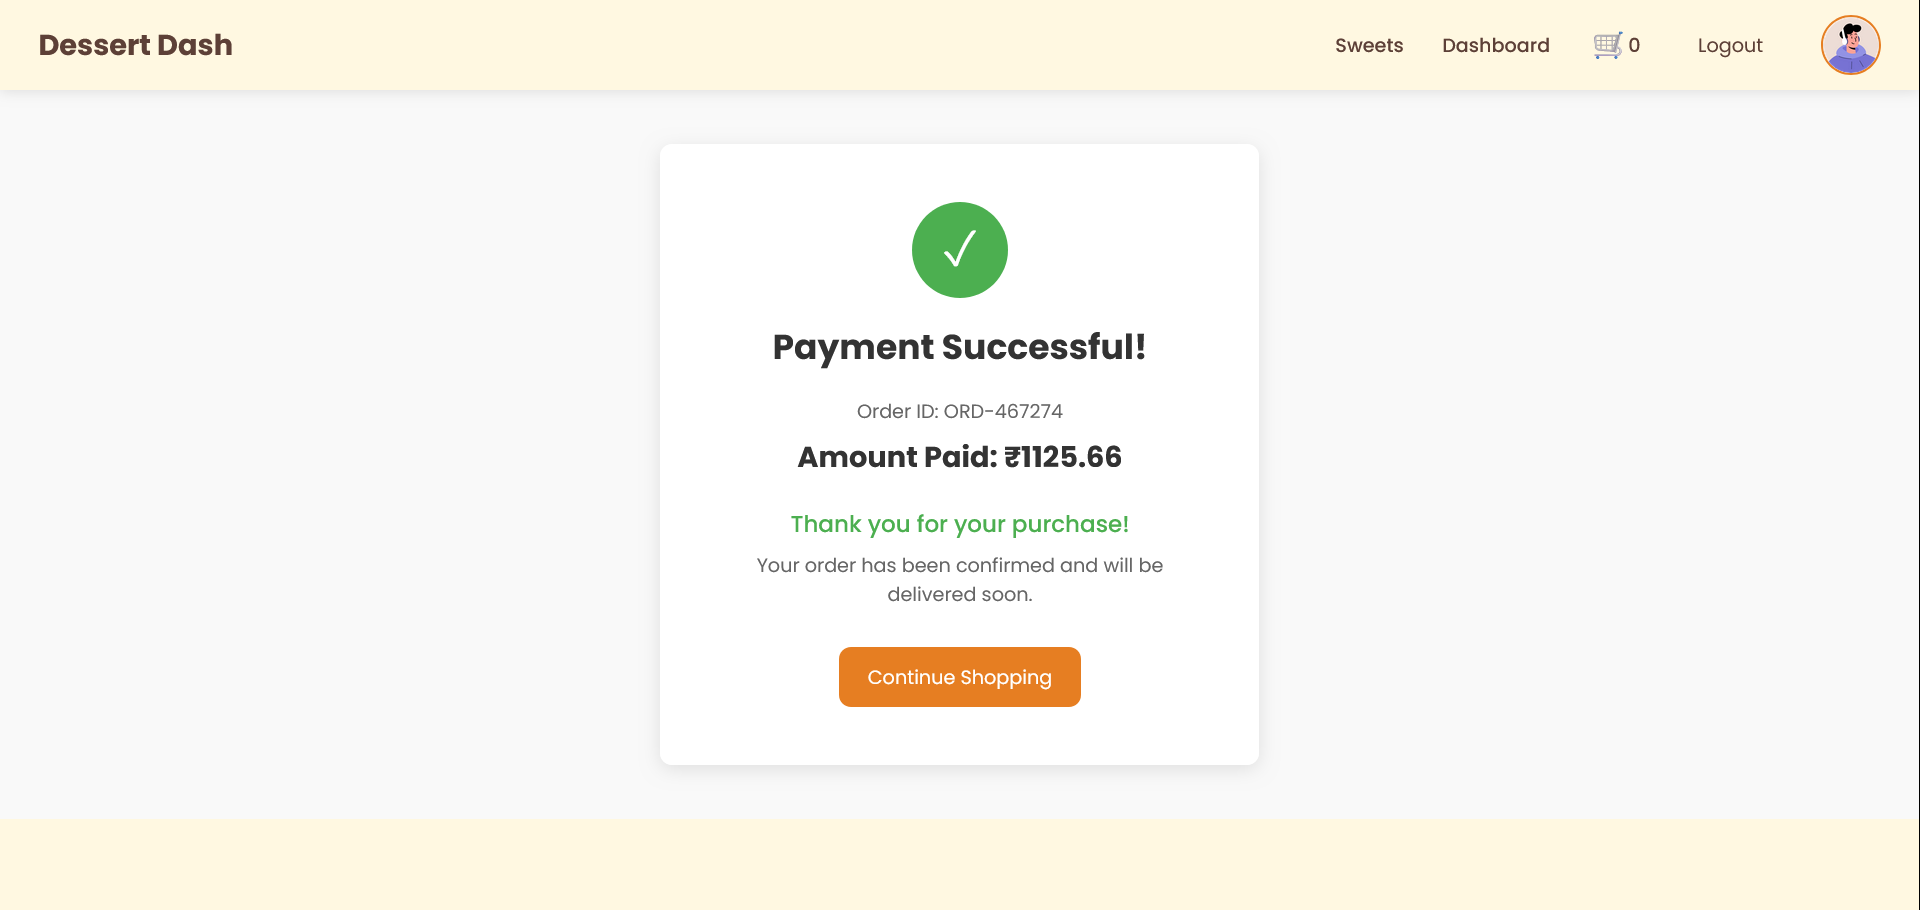 Dessert Dash
Sweets
Dashboard
0
Logout
Payment Successful!
Order ID: ORD-467274
Amount Paid: ₹1125.66
Thank you for your purchase!
Your order has been confirmed and will be
delivered soon.
Continue Shopping